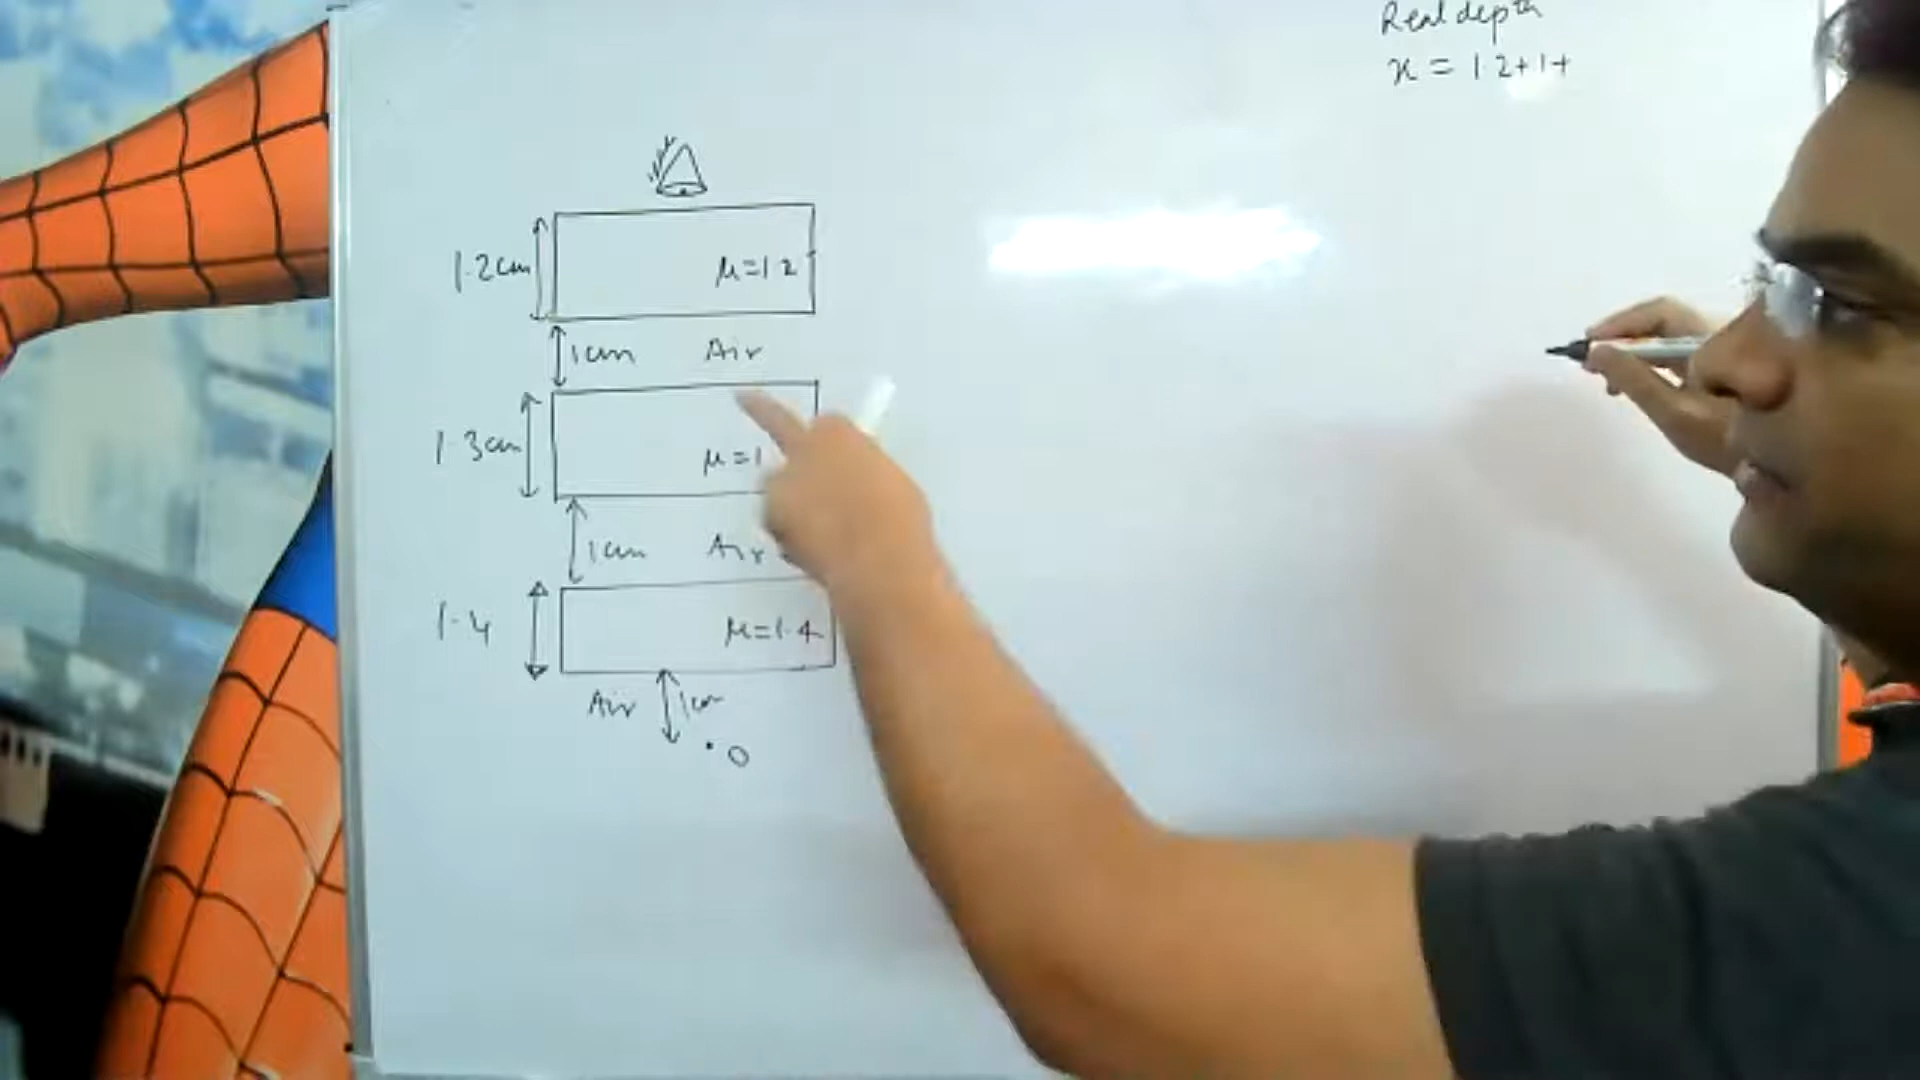 Real depth
x = 1.2+1+
1.2cm
μ=1.2
1cm Air
1.3cm
μ=1
1cm Air
1.4
μ=1.4
Air 1cm
O